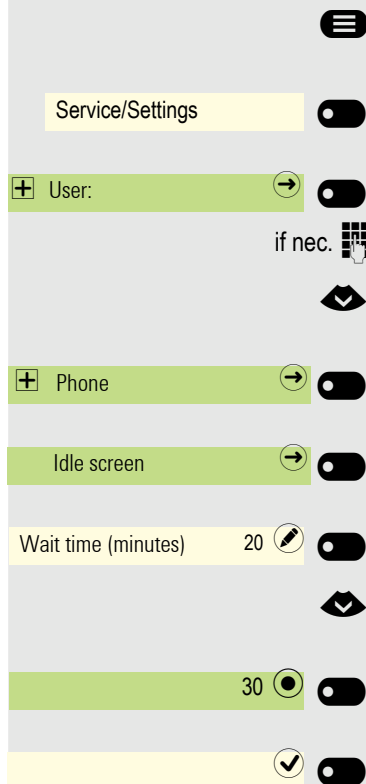 Service/Settings
User:
if nec.
Phone
Idle screen
Wait time (minutes) 20
30